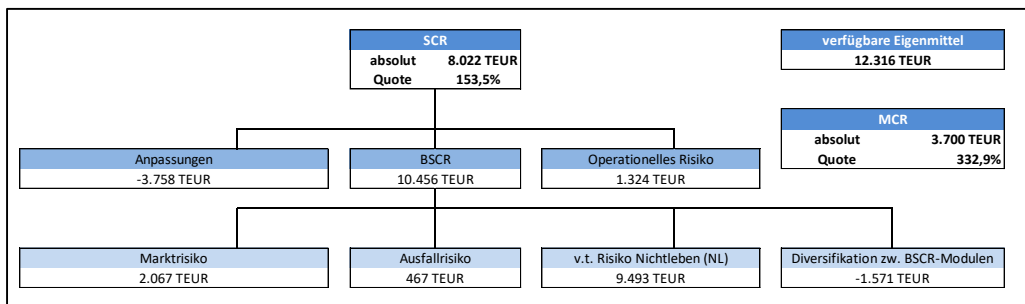 SCR
absolut 8.022 TEUR
Quote 153,5%
verfügbare Eigenmittel
12.316 TEUR
MCR
absolut 3.700 TEUR
Quote 332,9%
Anpassungen
-3.758 TEUR
BSCR
10.456 TEUR
Operationelles Risiko
1.324 TEUR
Marktrisiko
2.067 TEUR
Ausfallrisiko
467 TEUR
v.t. Risiko Nichtleben (NL)
9.493 TEUR
Diversifikation zw. BSCR-Modulen
-1.571 TEUR